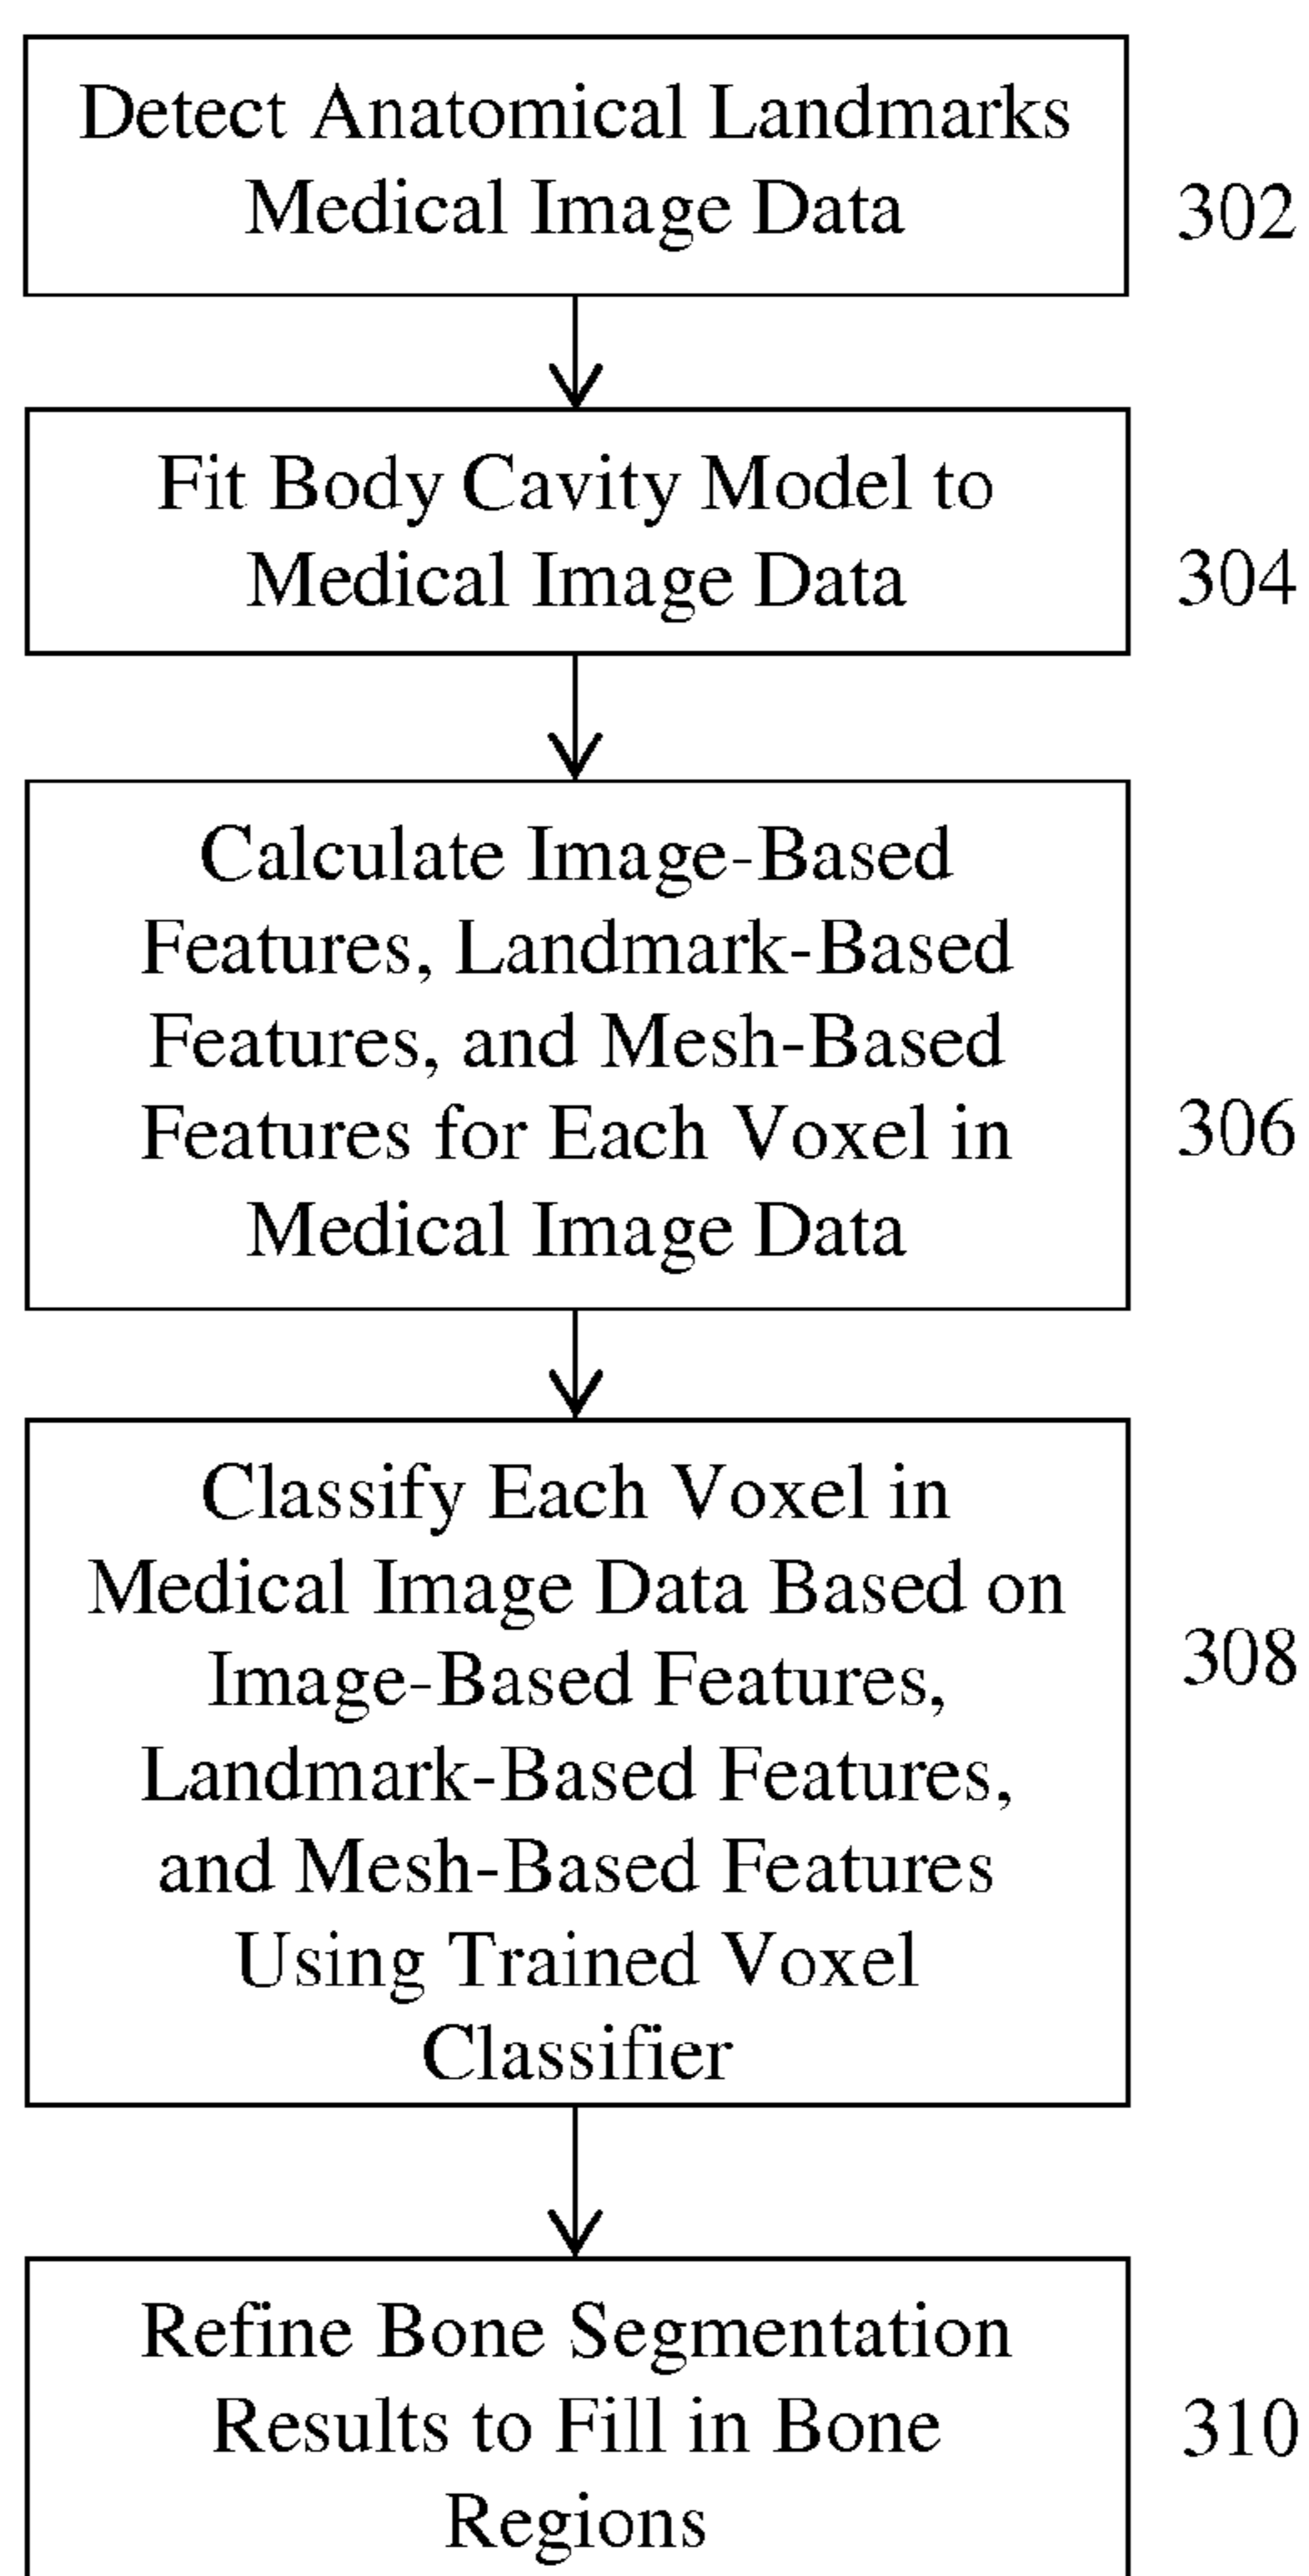 Detect Anatomical Landmarks
Medical Image Data
302
Fit Body Cavity Model to
Medical Image Data
304
Calculate Image-Based
Features, Landmark-Based
Features, and Mesh-Based
Features for Each Voxel in
Medical Image Data
306
Classify Each Voxel in
Medical Image Data Based on
Image-Based Features,
Landmark-Based Features,
and Mesh-Based Features
Using Trained Voxel
Classifier
308
Refine Bone Segmentation
Results to Fill in Bone
Regions
310